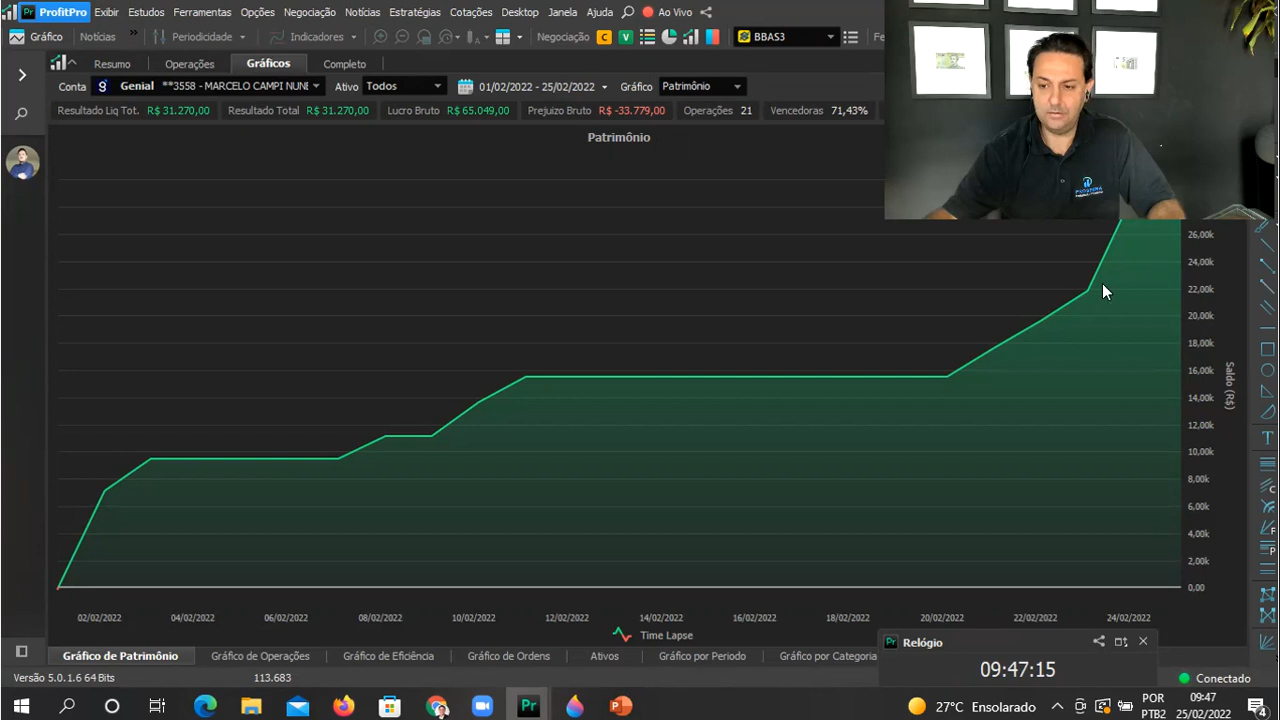 ProfitPro Exibir Estudos Ferramentas Opções Negociação Notícias Estratégias Coleções Desktop Janela Ajuda Ao Vivo
Gráfico Notícias Periodicidade Indicadores Negociação C V BBAS3
Resumo Operações Gráficos Completo
Conta Genial **3558 - MARCELO CAMPI NUNE Ativo Todos 01/02/2022 - 25/02/2022 Gráfico Patrimônio
Resultado Liq Tot. R$ 31.270,00 Resultado Total R$ 31.270,00 Lucro Bruto R$ 65.049,00 Prejuizo Bruto R$ -33.779,00 Operações 21 Vencedoras 71,43%
Patrimônio
26,00k
24,00k
22,00k
20,00k
18,00k
16,00k
14,00k
12,00k
10,00k
8,00k
6,00k
4,00k
2,00k
0,00
Saldo (R$)
02/02/2022 04/02/2022 06/02/2022 08/02/2022 10/02/2022 12/02/2022 14/02/2022 16/02/2022 18/02/2022 20/02/2022 22/02/2022 24/02/2022
Time Lapse
Gráfico de Patrimônio Gráfico de Operações Gráfico de Eficiência Gráfico de Ordens Ativos Gráfico por Periodo Gráfico por Categoria
Pr Relógio
09:47:15
Versão 5.0.1.6 64 Bits 113.683 Conectado
Pr 27°C Ensolarado POR 09:47
PTB2 25/02/2022 4